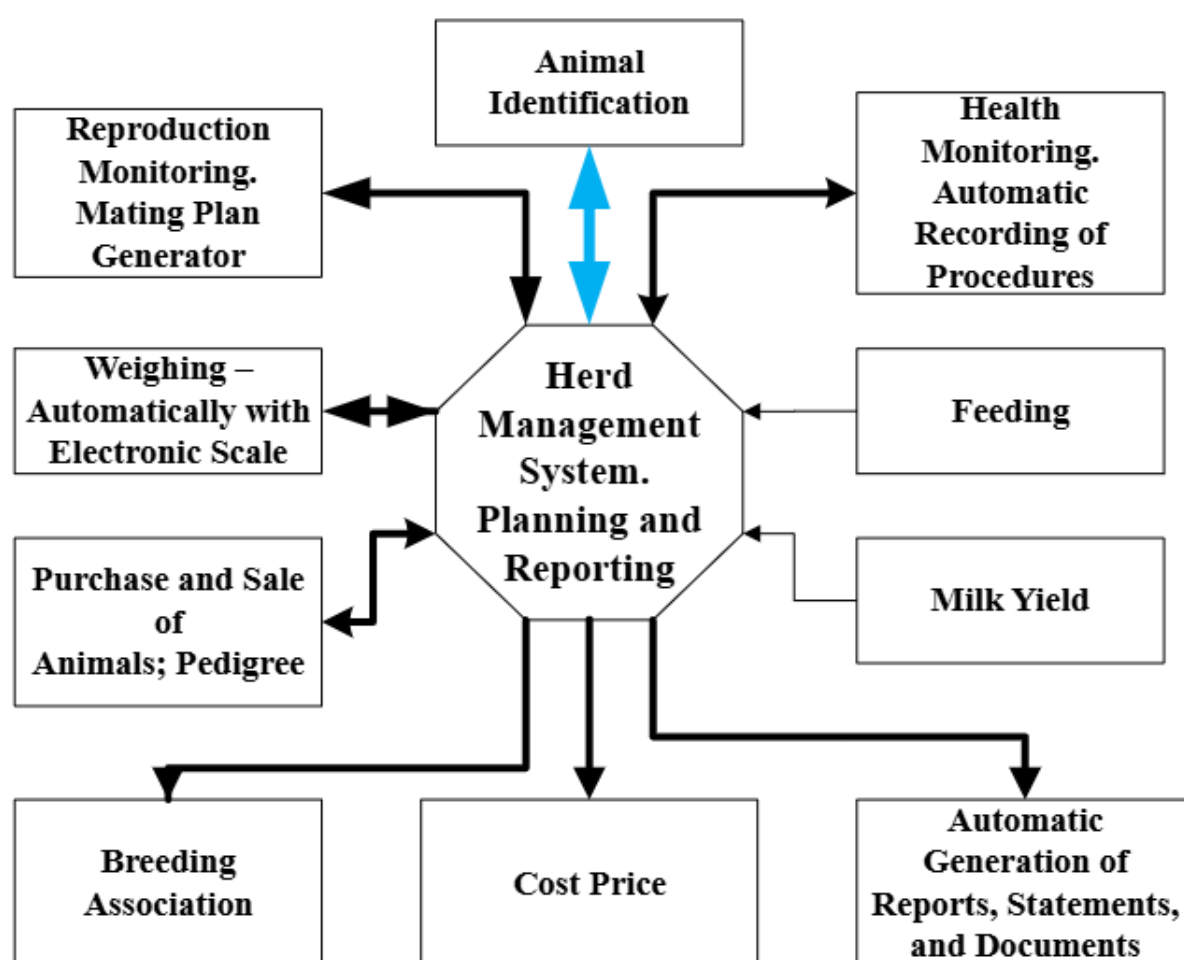 Animal
Identification
Reproduction
Monitoring.
Mating Plan
Generator
Health
Monitoring.
Automatic
Recording of
Procedures
Weighing –
Automatically with
Electronic Scale
Herd
Management
System.
Planning and
Reporting
Feeding
Purchase and Sale
of
Animals; Pedigree
Milk Yield
Breeding
Association
Cost Price
Automatic
Generation of
Reports, Statements,
and Documents